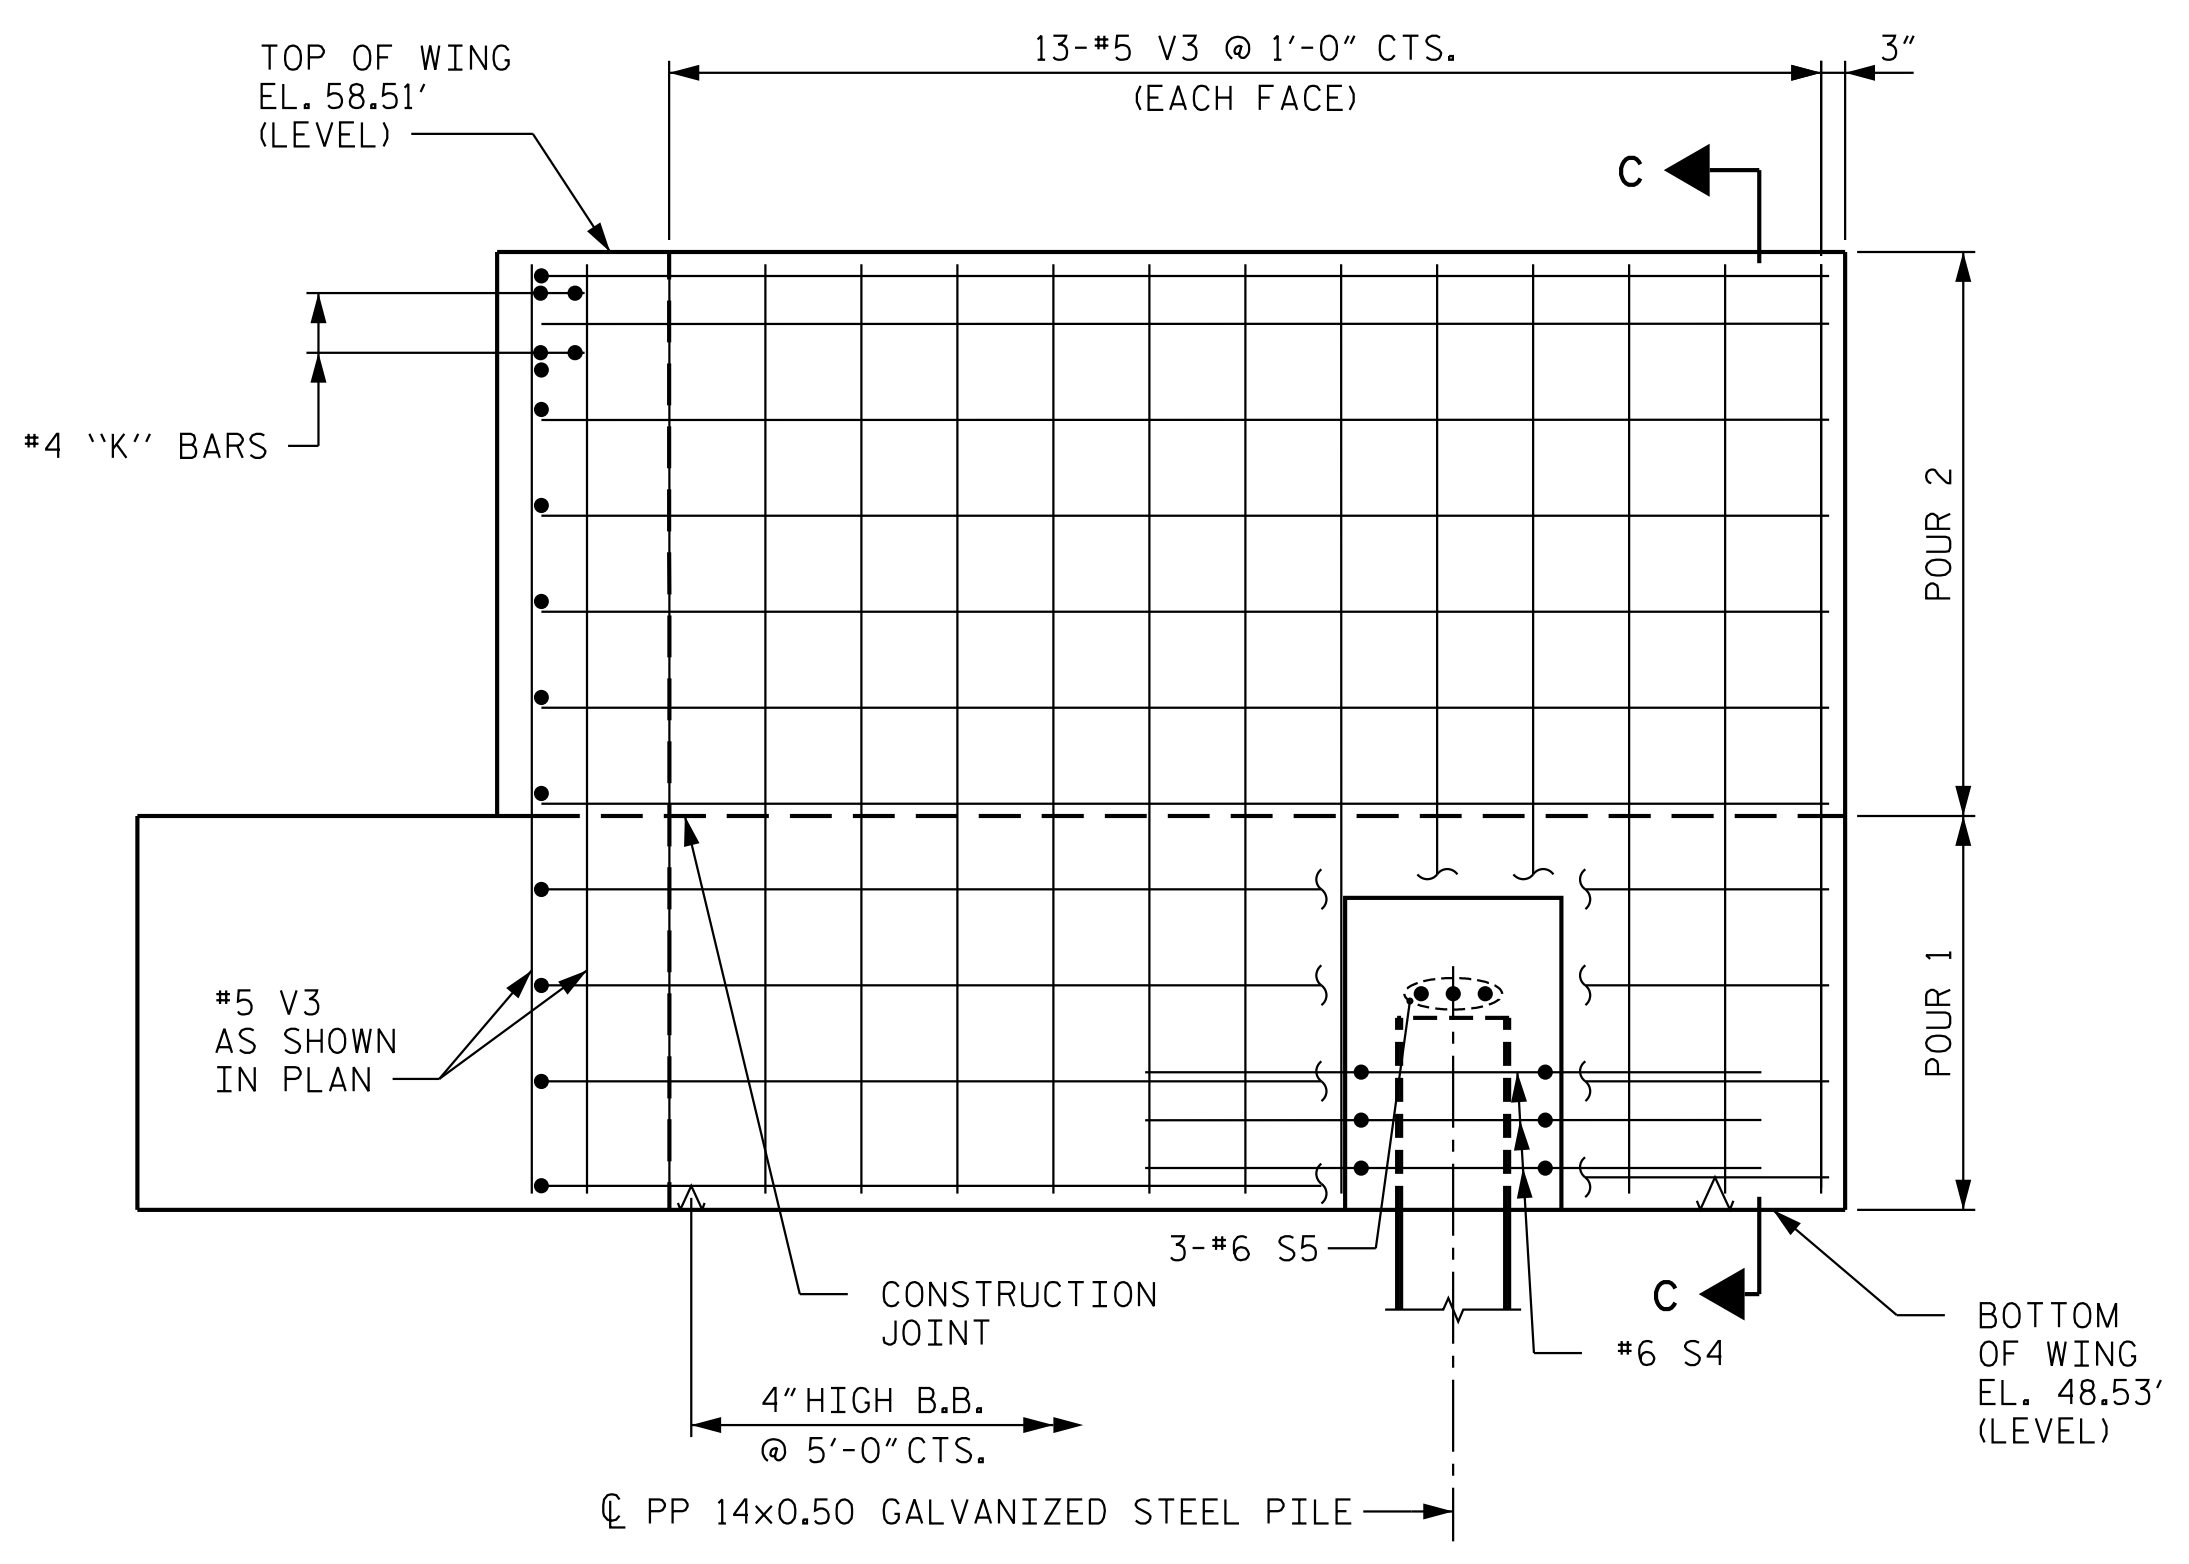 13-#5 V3 @ 1'-0" CTS.
(EACH FACE)
3"
TOP OF WING
EL. 58.51'
(LEVEL)
C
#4 "K" BARS
POUR 2
POUR 1
#5 V3
AS SHOWN
IN PLAN
3-#6 S5
CONSTRUCTION
JOINT
C
#6 S4
BOTTOM
OF WING
EL. 48.53'
(LEVEL)
4" HIGH B.B.
@ 5'-0" CTS.
℄ PP 14x0.50 GALVANIZED STEEL PILE